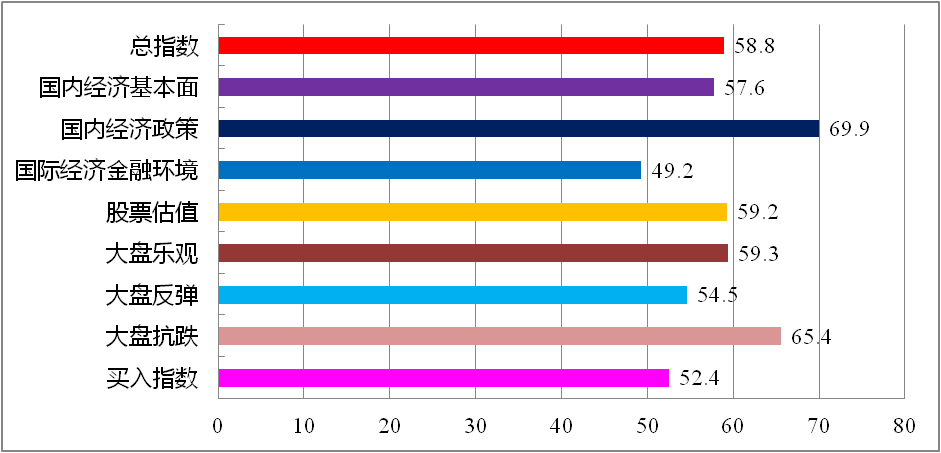 总指数 58.8
国内经济基本面 57.6
国内经济政策 69.9
国际经济金融环境 49.2
股票估值 59.2
大盘乐观 59.3
大盘反弹 54.5
大盘抗跌 65.4
买入指数 52.4
0 10 20 30 40 50 60 70 80